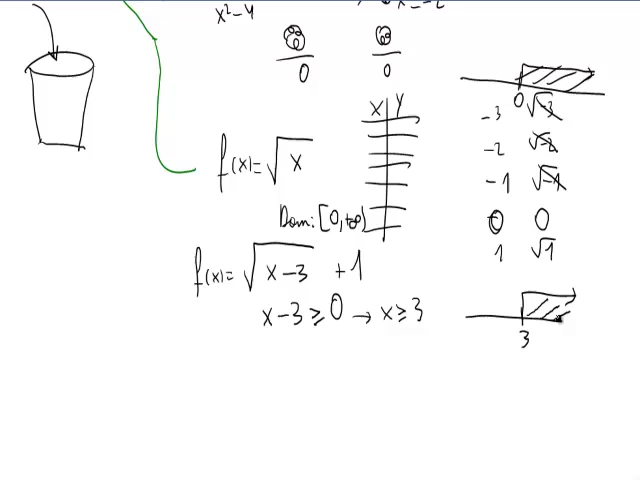 x²-4
x=-2
0
0
X Y
0
-3 √-3
-2 √-2
-1 √-1
0 0
1 √1
f(x)=√x
Dom: [0,+∞)
f(x)=√x-3 +1
x-3≥0→x≥3
3